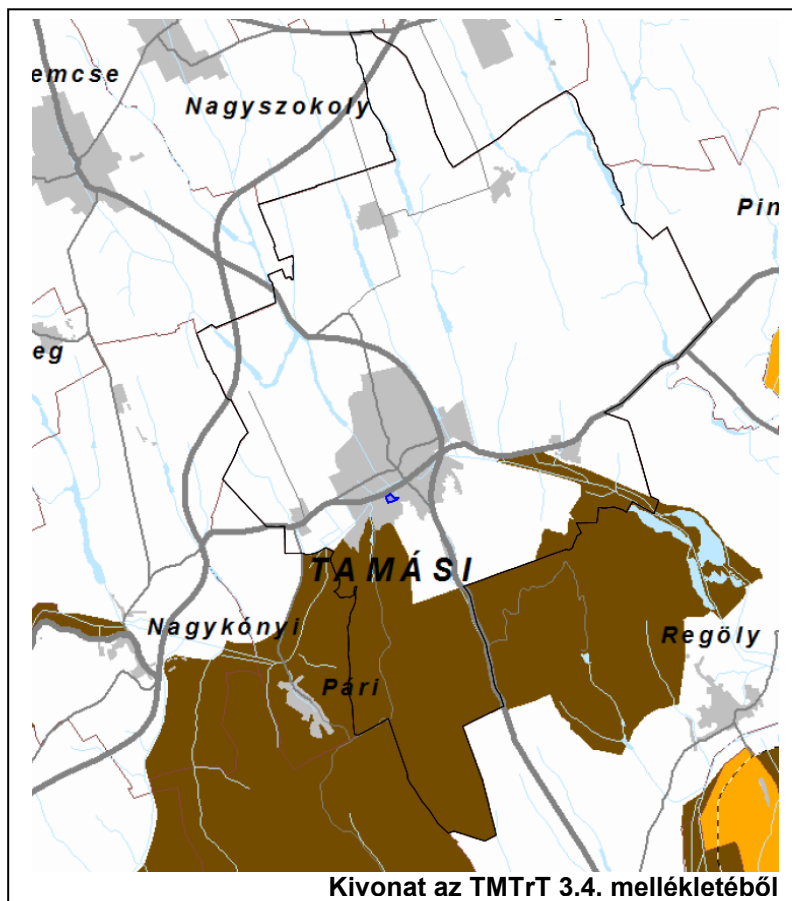 emcse
Nagyszokoly
Pin
eg
TAMÁSI
Nagykónyi
Regöly
Pári
Kivonat az TMTrT 3.4. mellékletéből